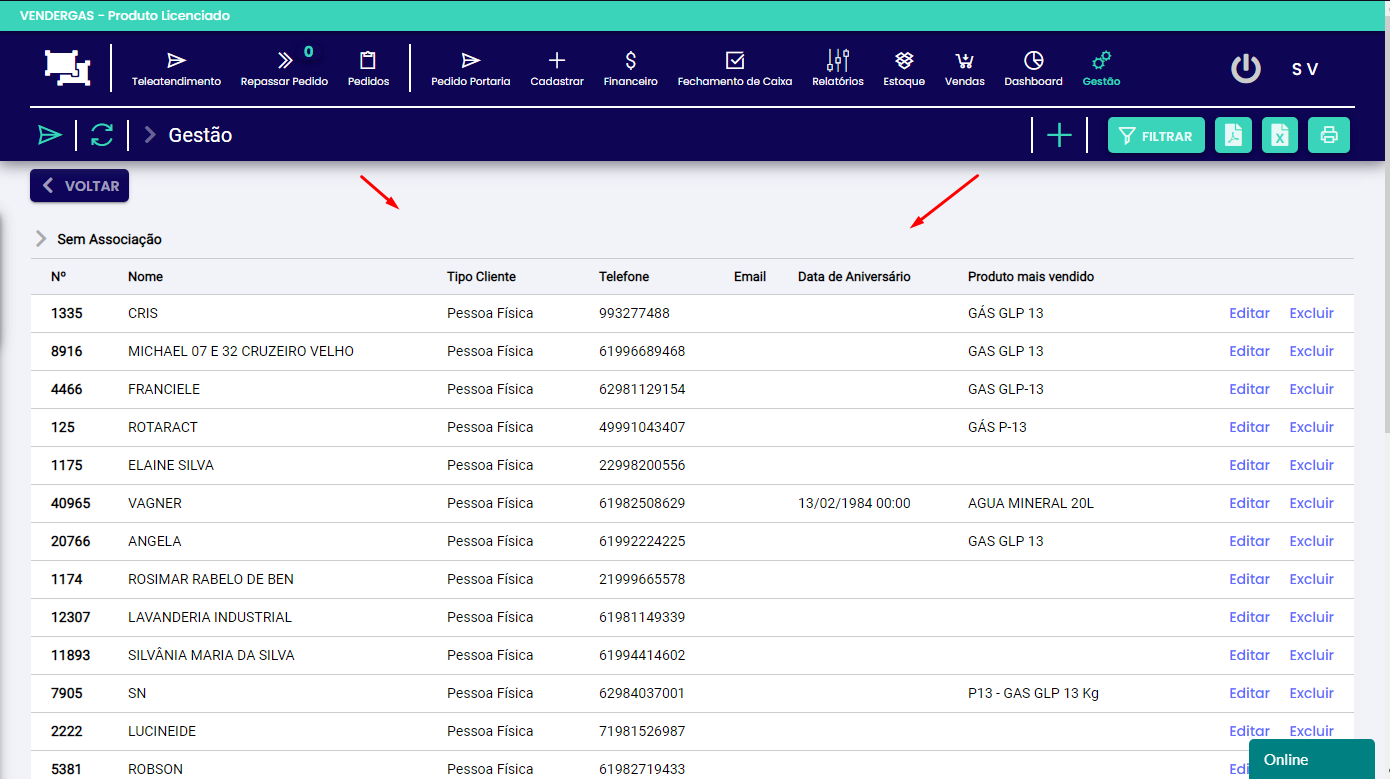 VENDERGAS - Produto Licenciado
Teleatendimento
Repassar Pedido 0
Pedidos
Pedido Portaria
Cadastrar
Financeiro
Fechamento de Caixa
Relatórios
Estoque
Vendas
Dashboard
Gestão
S V
Gestão
FILTRAR
VOLTAR
Sem Associação
Nº Nome Tipo Cliente Telefone Email Data de Aniversário Produto mais vendido
1335 CRIS Pessoa Física 993277488 GÁS GLP 13 Editar Excluir
8916 MICHAEL 07 E 32 CRUZEIRO VELHO Pessoa Física 61996689468 GAS GLP 13 Editar Excluir
4466 FRANCIELE Pessoa Física 62981129154 GAS GLP-13 Editar Excluir
125 ROTARACT Pessoa Física 49991043407 GÁS P-13 Editar Excluir
1175 ELAINE SILVA Pessoa Física 22998200556 Editar Excluir
40965 VAGNER Pessoa Física 61982508629 13/02/1984 00:00 AGUA MINERAL 20L Editar Excluir
20766 ANGELA Pessoa Física 61992224225 GAS GLP 13 Editar Excluir
1174 ROSIMAR RABELO DE BEN Pessoa Física 21999665578 Editar Excluir
12307 LAVANDERIA INDUSTRIAL Pessoa Física 61981149339 Editar Excluir
11893 SILVÂNIA MARIA DA SILVA Pessoa Física 61994414602 Editar Excluir
7905 SN Pessoa Física 62984037001 P13 - GAS GLP 13 Kg Editar Excluir
2222 LUCINEIDE Pessoa Física 71981526987 Editar Excluir
5381 ROBSON Pessoa Física 61982719433
Online